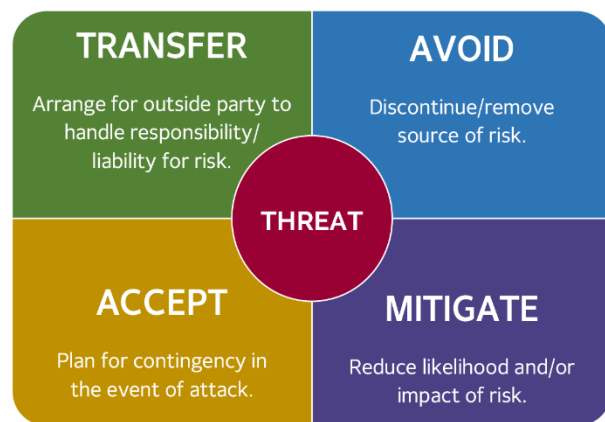 TRANSFER
Arrange for outside party to
handle responsibility/
liability for risk.
AVOID
Discontinue/remove
source of risk.
THREAT
ACCEPT
Plan for contingency in
the event of attack.
MITIGATE
Reduce likelihood and/or
impact of risk.